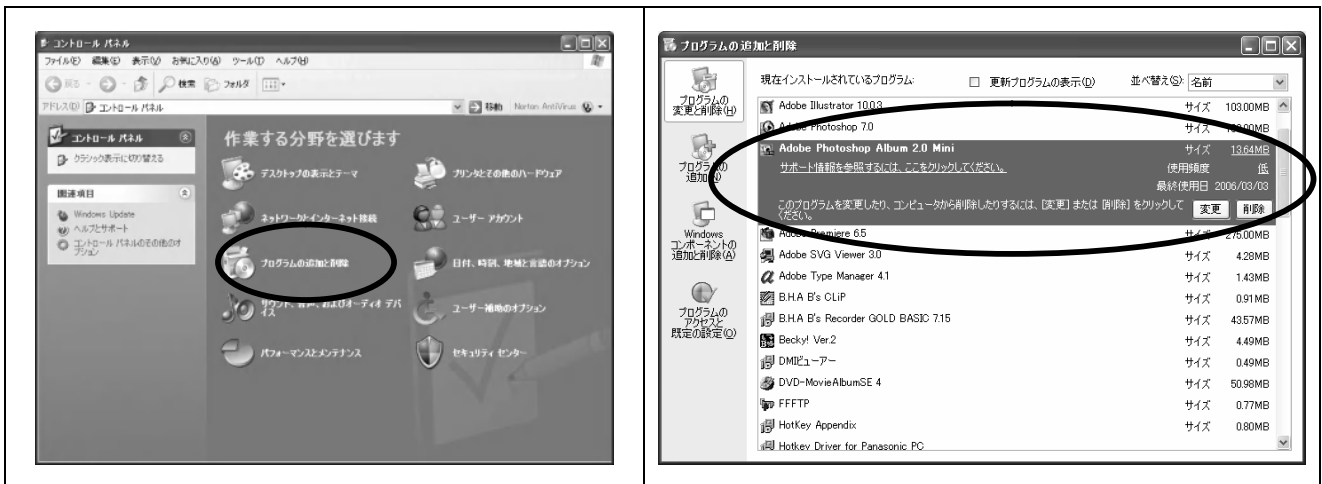 コントロール パネル
ファイル(F) 編集(E) 表示(V) お気に入り(A) ツール(T) ヘルプ(H)
戻る 検索 フォルダ
アドレス(D) コントロール パネル 移動 Norton AntiVirus
コントロール パネル
クラシック表示に切り替える
関連項目
Windows Update
ヘルプとサポート
コントロール パネルのその他のオプション
作業する分野を選びます
デスクトップの表示とテーマ
プリンタとその他のハードウェア
ネットワークとインターネット接続
ユーザー アカウント
プログラムの追加と削除
日付、時刻、地域と言語のオプション
サウンド、音声、およびオーディオ デバイス
ユーザー補助のオプション
パフォーマンスとメンテナンス
セキュリティ センター
プログラムの追加と削除
プログラムの
変更と削除(H)
プログラムの
追加(N)
Windows
コンポーネントの
追加と削除(A)
プログラムの
アクセスと
既定の設定(O)
現在インストールされているプログラム: 更新プログラムの表示(D) 並べ替え(S): 名前
Adobe Illustrator 10.0.3 サイズ 103.00MB
Adobe Photoshop 7.0 サイズ
Adobe Photoshop Album 2.0 Mini サイズ 13.64MB
サポート情報を参照するには、ここをクリックしてください。 使用頻度 低
最終使用日 2006/03/03
このプログラムを変更したり、コンピュータから削除したりするには、[変更] または [削除] をクリックして
ください。 変更 削除
Adobe Premiere 6.5 サイズ 275.00MB
Adobe SVG Viewer 3.0 サイズ 4.28MB
Adobe Type Manager 4.1 サイズ 1.43MB
B.H.A B's CLiP サイズ 0.91MB
B.H.A B's Recorder GOLD BASIC 7.15 サイズ 43.57MB
Becky! Ver.2 サイズ 4.49MB
DMIビューアー サイズ 0.49MB
DVD-MovieAlbumSE 4 サイズ 50.98MB
FFFTP サイズ 0.77MB
HotKey Appendix サイズ 0.80MB
Hotkey Driver for Panasonic PC